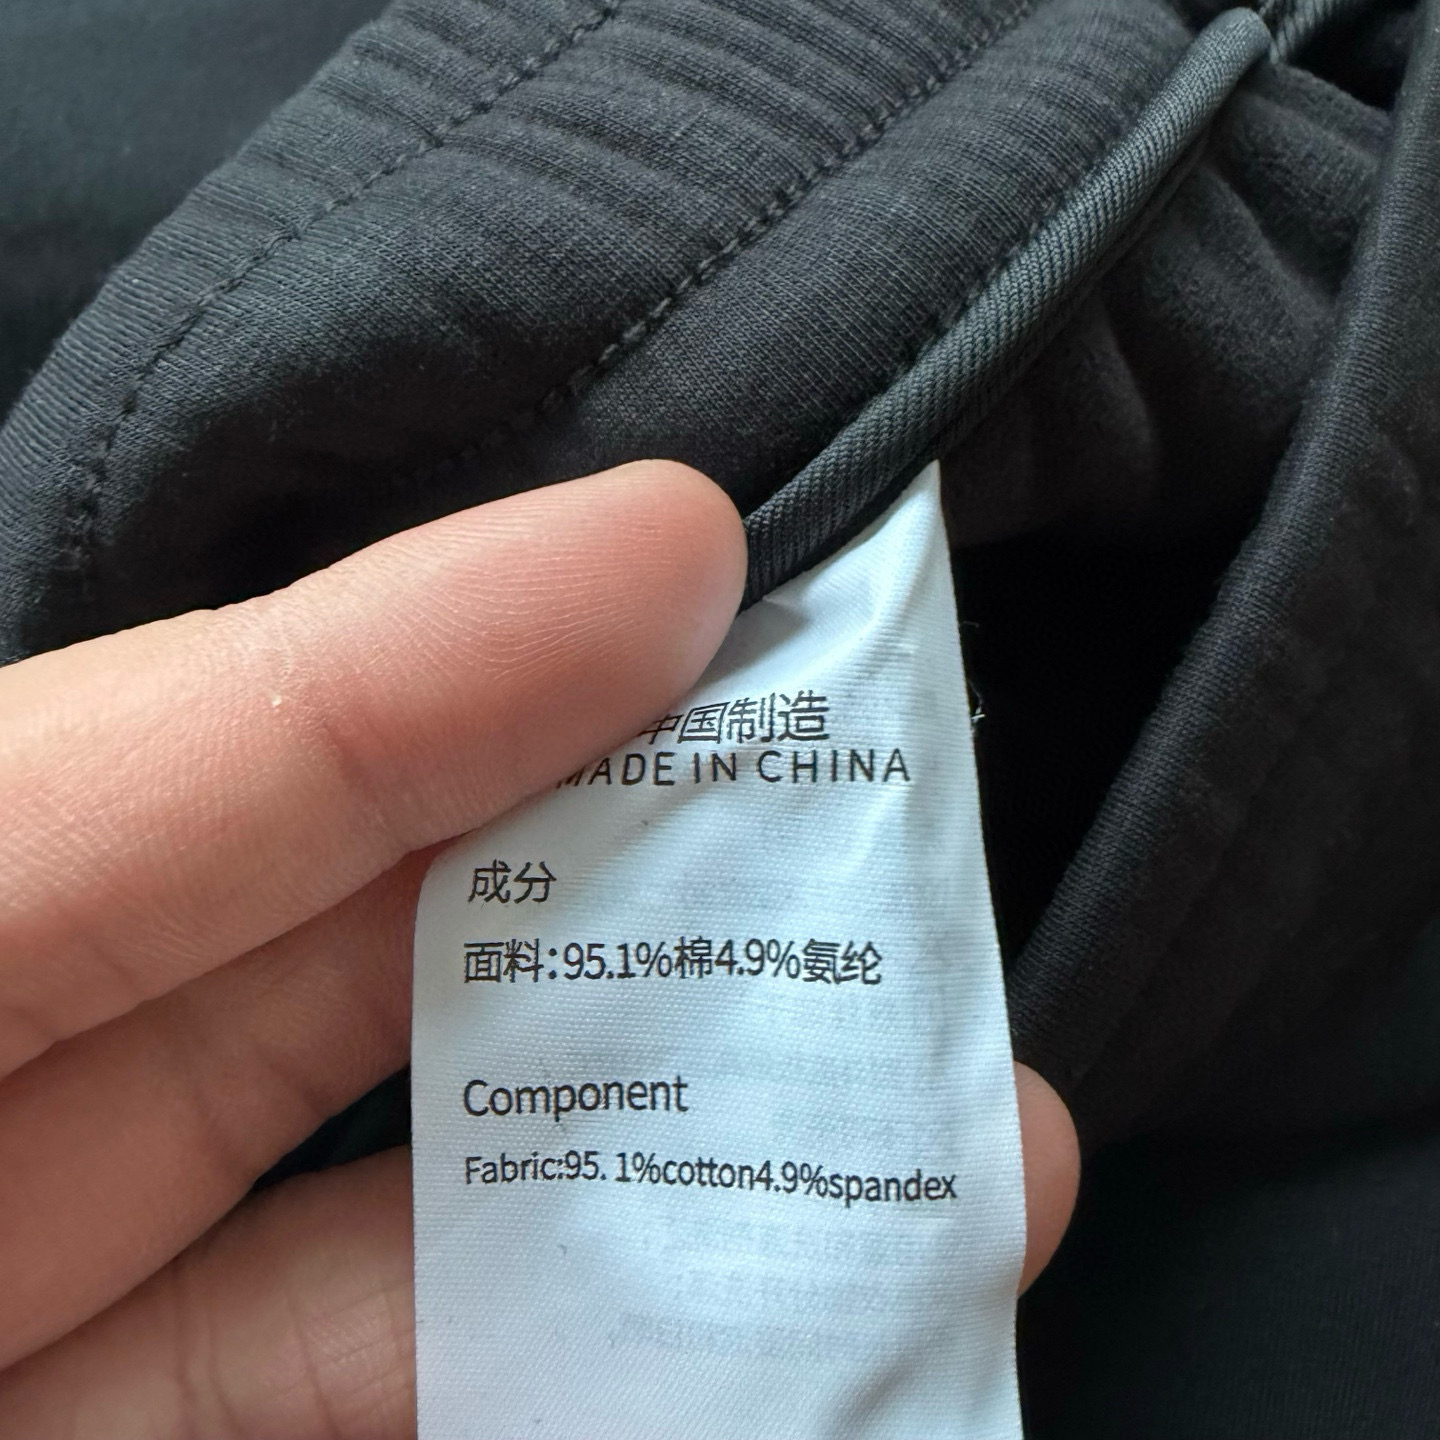 中国制造
MADE IN CHINA
成分
面料:95.1%棉4.9%氨纶
Component
Fabric:95. 1%cotton4.9%spandex